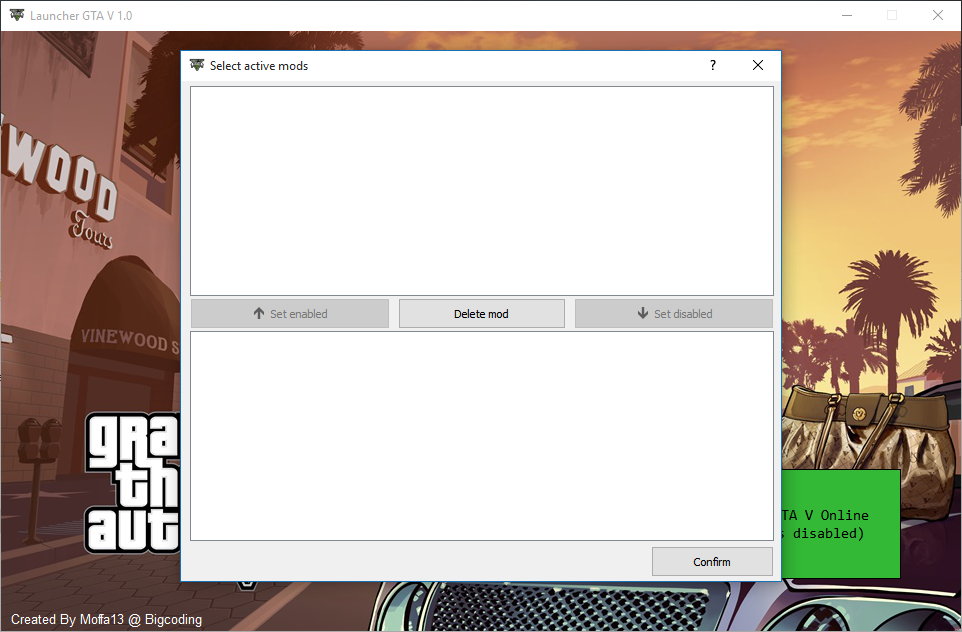 Launcher GTA V 1.0
Select active mods
?
WOOD
Tours
Set enabled
Delete mod
Set disabled
VINEWOOD S
gra
th
aut
TA V Online
s disabled)
Confirm
Created By Moffa13 @ Bigcoding